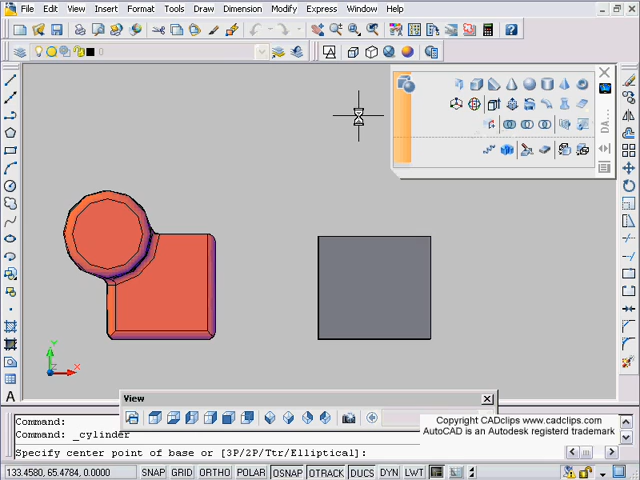 File Edit View Insert Format Tools Draw Dimension Modify Express Window Help
0
DA...
Y
X
View
Command:
Command: _cylinder
Copyright CADclips www.cadclips.com
AutoCAD is an Autodesk registerd trademark
Specify center point of base or [3P/2P/Ttr/Elliptical]:
133.4580, 65.4784, 0.0000 SNAP GRID ORTHO POLAR OSNAP OTRACK DUCS DYN LWT